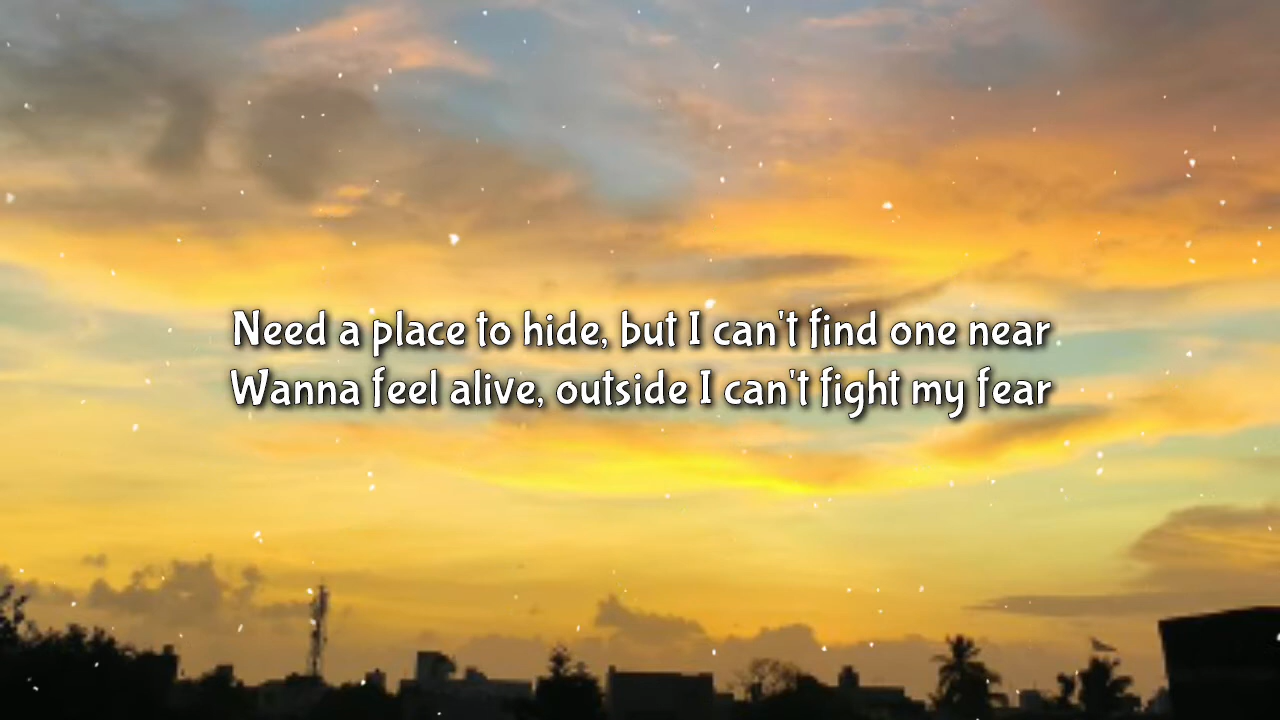 Need a place to hide, but I can't find one near
Wanna feel alive, outside I can't fight my fear